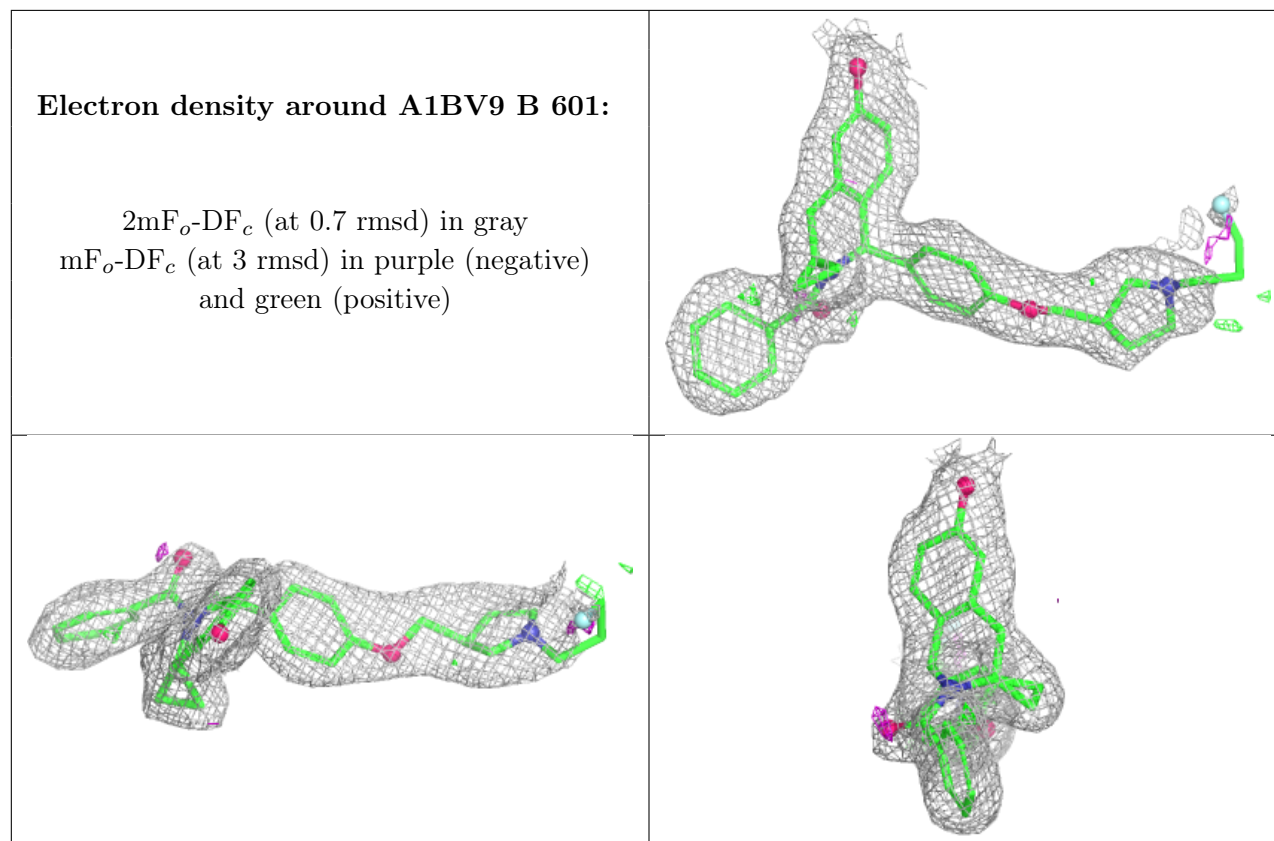 Electron density around A1BV9 B 601:
2mFo-DFc (at 0.7 rmsd) in gray
mFo-DFc (at 3 rmsd) in purple (negative)
and green (positive)